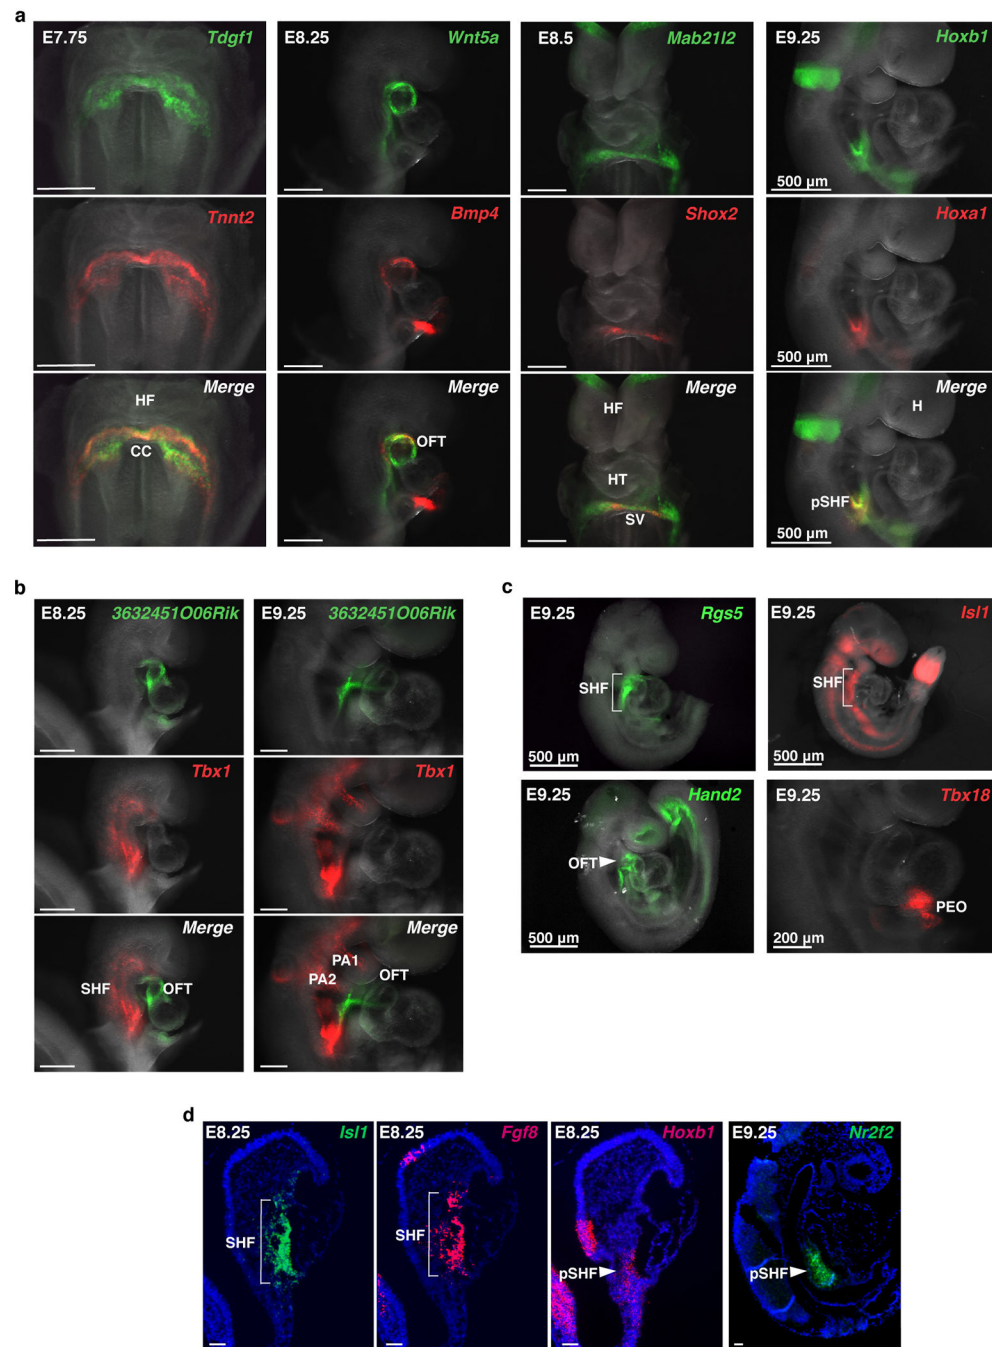 a
E7.75 Tdgf1
E8.25 Wnt5a
E8.5 Mab21l2
E9.25 Hoxb1
500 µm
Tnnt2
Bmp4
Shox2
Hoxa1
500 µm
Merge
HF
CC
Merge
OFT
Merge
HF
HT
SV
Merge
H
pSHF
500 µm
b
E8.25 3632451O06Rik
E9.25 3632451O06Rik
Tbx1
Tbx1
Merge
SHF
OFT
Merge
PA1
PA2
OFT
c
E9.25 Rgs5
SHF
500 µm
E9.25 Isl1
SHF
500 µm
E9.25 Hand2
OFT
500 µm
E9.25 Tbx18
PEO
200 µm
d
E8.25 Isl1
SHF
E8.25 Fgf8
SHF
E8.25 Hoxb1
pSHF
E9.25 Nr2f2
pSHF